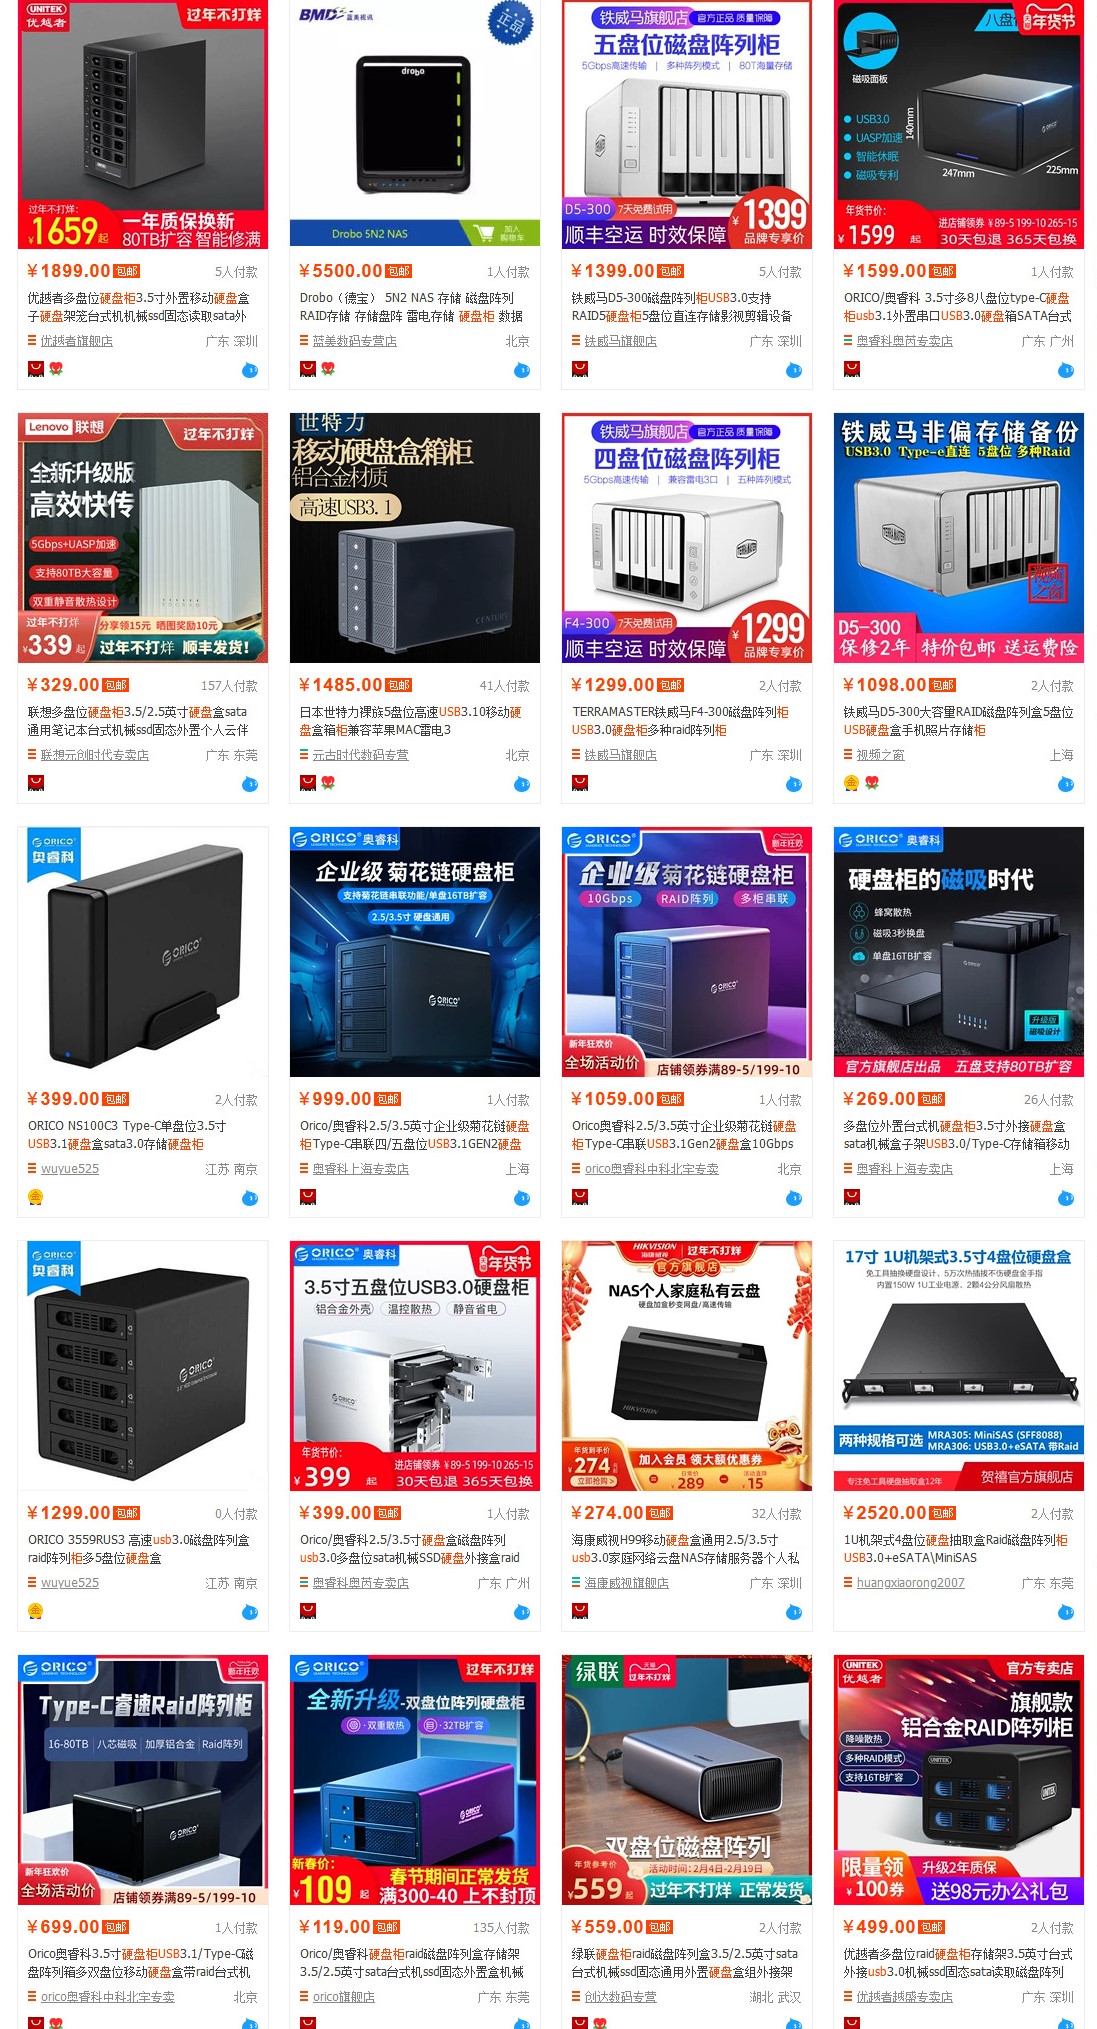 UNITEK
优越者
过年不打烊
过年不打烊：
¥1659起
一年质保换新
80TB扩容 智能修满
¥1899.00 包邮
5人付款
优越者多盘位硬盘柜3.5寸外置移动硬盘盒
子硬盘架笼台式机机械ssd固态读取sata外
优越者旗舰店
广东 深圳
BMD 蓝美视讯
正品
drobo
Drobo 5N2 NAS
加入
购物车
¥5500.00 包邮
1人付款
Drobo（德宝） 5N2 NAS 存储 磁盘阵列
RAID存储 存储盘阵 雷电存储 硬盘柜 数据
蓝美数码专营店
北京
铁威马旗舰店 官方正品 质量保障
五盘位磁盘阵列柜
5Gbps高速传输 | 多种阵列模式 | 80T海量存储
D5-300 7天免费试用
顺丰空运 时效保障
¥1399
品牌专享价
¥1399.00 包邮
5人付款
铁威马D5-300磁盘阵列柜USB3.0支持
RAID5硬盘柜5盘位直连存储影视剪辑设备
铁威马旗舰店
广东 深圳
年货节
磁吸面板
USB3.0
UASP加速
智能休眠
磁吸专利
140mm
247mm
225mm
ORICO
年货节价：
¥1599 起
进店领券 ¥89-5 199-10 265-15
30天包退 365天包换
¥1599.00 包邮
1人付款
ORICO/奥睿科 3.5寸多8八盘位type-C硬盘
柜usb3.1外置串口USB3.0硬盘箱SATA台式
奥睿科奥芮专卖店
广东 广州
Lenovo 联想
过年不打烊
全新升级版
高效快传
5Gbps+UASP加速
支持80TB大容量
双重静音散热设计
过年不打烊
¥339起
分享领15元 晒图奖励10元
过年不打烊 顺丰发货！
¥329.00 包邮
157人付款
联想多盘位硬盘柜3.5/2.5英寸硬盘盒sata
通用笔记本台式机械ssd固态外置个人云伴
联想元创时代专卖店
广东 东莞
世特力
移动硬盘盒箱柜
铝合金材质
高速USB3.1
CENTURY
¥1485.00 包邮
41人付款
日本世特力裸族5盘位高速USB3.10移动硬
盘盒箱柜兼容苹果MAC雷电3
元古时代数码专营
北京
铁威马旗舰店 官方正品 质量保障
四盘位磁盘阵列柜
5Gbps高速传输 | 兼容雷电3口 | 五种阵列模式
TERRAMASTER
F4-300 7天免费试用
顺丰空运 时效保障
¥1299
品牌专享价
¥1299.00 包邮
2人付款
TERRAMASTER铁威马F4-300磁盘阵列柜
USB3.0硬盘柜多种raid阵列柜
铁威马旗舰店
广东 深圳
铁威马非偏存储备份
USB3.0 Type-e直连 5盘位 多种Raid
TERRAMASTER
视频之窗
D5-300
保修2年
特价包邮 送运费险
¥1098.00 包邮
2人付款
铁威马D5-300大容量RAID磁盘阵列盒5盘位
USB硬盘盒手机照片存储柜
视频之窗
上海
ORICO
奥睿科
ORICO
¥399.00 包邮
2人付款
ORICO NS100C3 Type-C单盘位3.5寸
USB3.1硬盘盒sata3.0存储硬盘柜
wuyue525
江苏 南京
ORICO 奥睿科
企业级 菊花链硬盘柜
支持菊花链串联功能/单盘16TB扩容
2.5/3.5寸 硬盘通用
ORICO
¥999.00 包邮
1人付款
Orico/奥睿科2.5/3.5英寸企业级菊花链硬盘
柜Type-C串联四/五盘位USB3.1GEN2硬盘
奥睿科上海专卖店
上海
ORICO
企业级 菊花链硬盘柜
10Gbps RAID阵列 多柜串联
ORICO
新年狂欢价
全场活动价
店铺领券满89-5/199-10
¥1059.00 包邮
1人付款
Orico奥睿科2.5/3.5英寸企业级菊花链硬盘
柜Type-C串联USB3.1Gen2硬盘盒10Gbps
orico奥睿科中科北宇专卖
北京
ORICO 奥睿科
硬盘柜的磁吸时代
蜂窝散热
磁吸3秒换盘
单盘16TB扩容
升级版
磁吸设计
官方旗舰店出品 五盘支持80TB扩容
¥269.00 包邮
26人付款
多盘位外置台式机硬盘柜3.5寸外接硬盘盒
sata机械盒子架USB3.0/Type-C存储箱移动
奥睿科上海专卖店
上海
ORICO
奥睿科
ORICO
¥1299.00 包邮
0人付款
ORICO 3559RUS3 高速usb3.0磁盘阵列盒
raid阵列柜多5盘位硬盘盒
wuyue525
江苏 南京
ORICO 奥睿科
年货节
3.5寸五盘位USB3.0硬盘柜
铝合金外壳 温控散热 静音省电
ORICO
年货节价：
¥399 起
进店领券 ¥89-5 199-10 265-15
30天包退 365天包换
¥399.00 包邮
1人付款
Orico/奥睿科2.5/3.5寸硬盘盒磁盘阵列
usb3.0多盘位sata机械SSD硬盘外接盒raid
奥睿科奥芮专卖店
广东 广州
HIKVISION
海康威视
过年不打烊
官方旗舰店
NAS个人家庭私有云盘
硬盘加盒秒变网盘/高速传输
HIKVISION
年货到手价
¥274起
立即抢购>
加入会员 领大额优惠券
日常价
289
活动直降
15
¥274.00 包邮
32人付款
海康威视H99移动硬盘盒通用2.5/3.5寸
usb3.0家庭网络云盘NAS存储服务器个人私
海康威视旗舰店
广东 深圳
17寸 1U机架式3.5寸4盘位硬盘盒
免工具抽换硬盘设计、5万次热插拔不伤硬盘金手指
内置150W 1U工业电源、2颗4公分风扇散热
两种规格可选
MRA305: MiniSAS (SFF8088)
MRA306: USB3.0+eSATA 带Raid
专注免工具硬盘抽取盒12年
贺禧官方旗舰店
¥2520.00 包邮
2人付款
1U机架式4盘位硬盘抽取盒Raid磁盘阵列柜
USB3.0+eSATA\MiniSAS
huangxiaorong2007
广东 东莞
ORICO
Type-C睿速Raid阵列柜
16-80TB | 八芯磁吸 | 加厚铝合金 | Raid阵列
ORICO
新年狂欢价
全场活动价
店铺领券满89-5/199-10
¥699.00 包邮
1人付款
Orico奥睿科3.5寸硬盘柜USB3.1/Type-C磁
盘阵列箱多双盘位移动硬盘盒带raid台式机
orico奥睿科中科北宇专卖
北京
ORICO
过年不打烊
全新升级-双盘位阵列硬盘柜
·双重散热 ·32TB扩容
ORICO
新春价：
¥109 起
春节期间正常发货
满300-40 上不封顶
¥119.00 包邮
135人付款
Orico/奥睿科硬盘柜raid磁盘阵列盒存储架
3.5/2.5英寸sata台式机ssd固态外置盒机械
orico旗舰店
广东 东莞
绿联
天猫
过年不打烊
双盘位磁盘阵列
年货参考价
¥559起
活动时间：2月4日-2月19日
过年不打烊 正常发货
¥559.00 包邮
2人付款
绿联硬盘柜raid磁盘阵列盒3.5/2.5英寸sata
台式机械ssd固态通用外置硬盘盒组外接架
创达数码专营
湖北 武汉
UNITEK
优越者
官方专卖店
旗舰款
铝合金RAID阵列柜
降噪散热
多种RAID模式
支持16TB扩容
UNITEK
UNITEK
限量领
¥100券
升级2年质保
送98元办公礼包
¥499.00 包邮
2人付款
优越者多盘位raid硬盘柜存储架3.5英寸台式
外接usb3.0机械ssd固态sata读取磁盘阵列
优越者越盛专卖店
广东 深圳